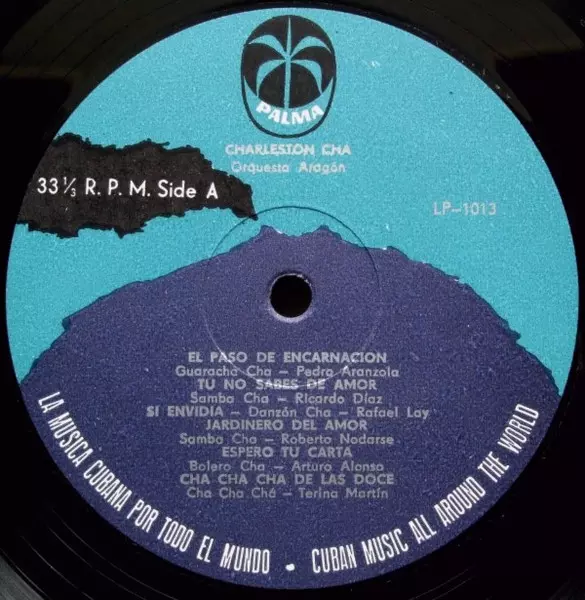 PALMA
CHARLESTON CHA
Orquesta Aragón
33 1/3 R. P. M. Side A
LP-1013
EL PASO DE ENCARNACION
Guaracha Cha - Pedro Aranzola
TU NO SABES DE AMOR
Samba Cha - Ricardo Díaz
SI ENVIDIA - Danzón Cha - Rafael Lay
JARDINERO DEL AMOR
Samba Cha - Roberto Nodarse
ESPERO TU CARTA
Bolero Cha - Arturo Alonso
CHA CHA CHA DE LAS DOCE
Cha Cha Chá - Terina Martín
LA MUSICA CUBANA POR TODO EL MUNDO • CUBAN MUSIC ALL AROUND THE WORLD